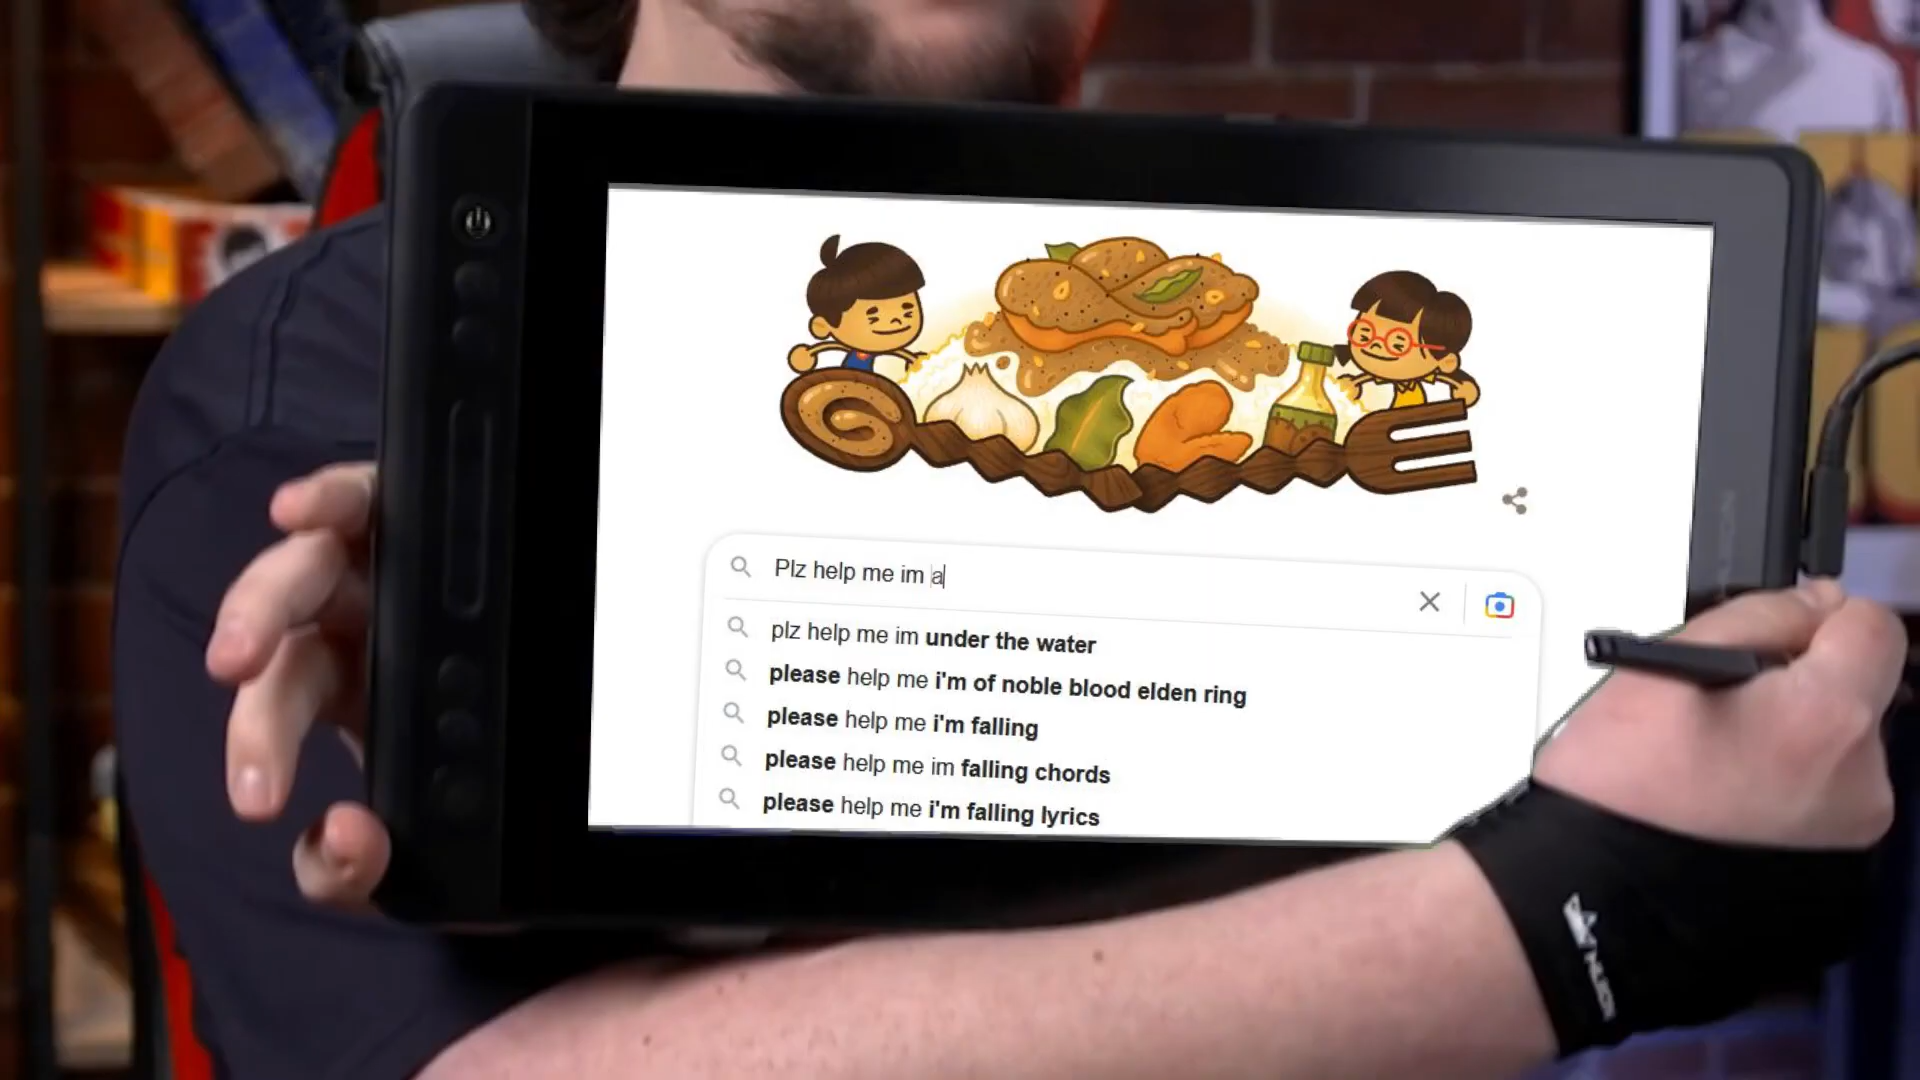 Plz help me im a
plz help me im under the water
please help me i'm of noble blood elden ring
please help me i'm falling
please help me im falling chords
please help me i'm falling lyrics